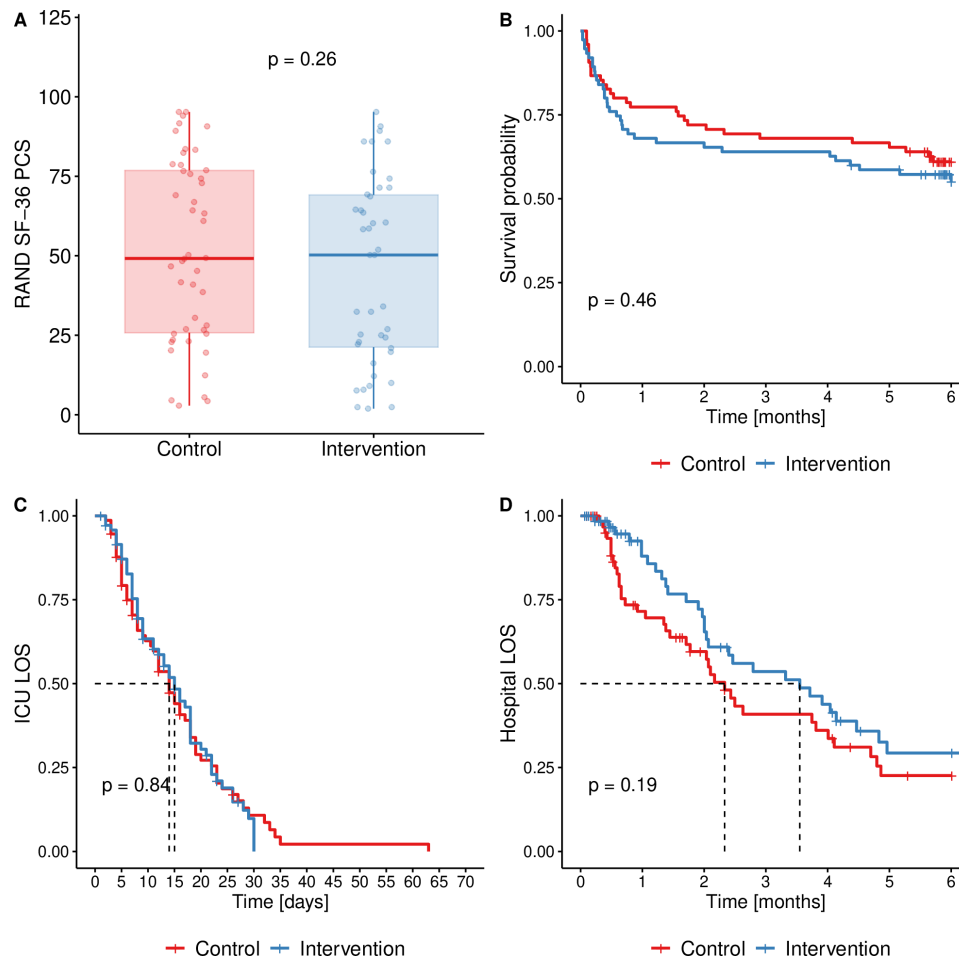 A
125
100
75
50
25
0
RAND SF−36 PCS
p = 0.26
Control
Intervention
B
1.00
0.75
0.50
0.25
0.00
Survival probability
p = 0.46
0 1 2 3 4 5 6
Time [months]
Control Intervention
C
1.00
0.75
0.50
0.25
0.00
ICU LOS
p = 0.84
0 5 10 15 20 25 30 35 40 45 50 55 60 65 70
Time [days]
Control Intervention
D
1.00
0.75
0.50
0.25
0.00
Hospital LOS
p = 0.19
0 1 2 3 4 5 6
Time [months]
Control Intervention